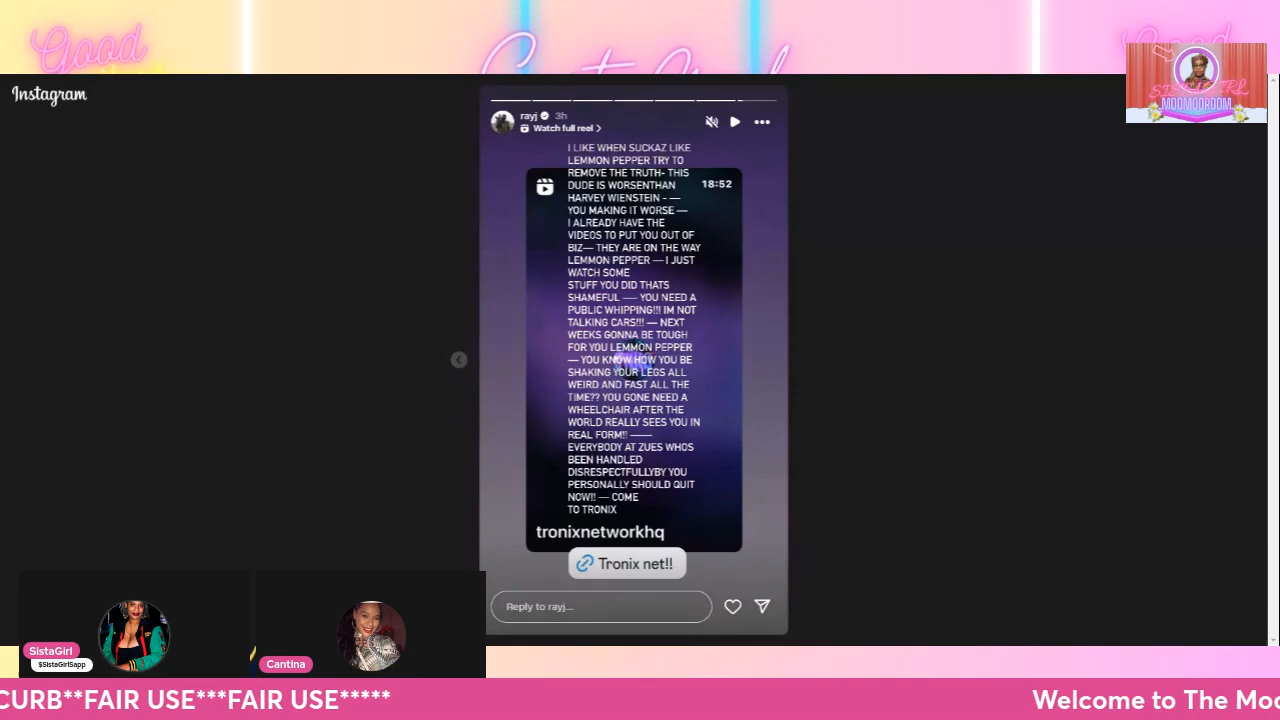 Good
Instagram
rayj 3h
Watch full reel >
I LIKE WHEN SUCKAZ LIKE
LEMMON PEPPER TRY TO
REMOVE THE TRUTH- THIS
DUDE IS WORSENTHAN
HARVEY WIENSTEIN - —
YOU MAKING IT WORSE —
I ALREADY HAVE THE
VIDEOS TO PUT YOU OUT OF
BIZ— THEY ARE ON THE WAY
LEMMON PEPPER — I JUST
WATCH SOME
STUFF YOU DID THATS
SHAMEFUL —– YOU NEED A
PUBLIC WHIPPING!!! IM NOT
TALKING CARS!!! — NEXT
WEEKS GONNA BE TOUGH
FOR YOU LEMMON PEPPER
— YOU KNOW HOW YOU BE
SHAKING YOUR LEGS ALL
WEIRD AND FAST ALL THE
TIME?? YOU GONE NEED A
WHEELCHAIR AFTER THE
WORLD REALLY SEES YOU IN
REAL FORM!! ——
EVERYBODY AT ZUES WHOS
BEEN HANDLED
DISRESPECTFULLYBY YOU
PERSONALLY SHOULD QUIT
NOW!! — COME
TO TRONIX
18:52
tronixnetworkhq
Tronix net!!
Reply to rayj...
SISTAGIRL
MOOMOOROOM
SistaGirl
$SistaGirlSapp
Cantina
CURB**FAIR USE***FAIR USE*****
Welcome to The Moo